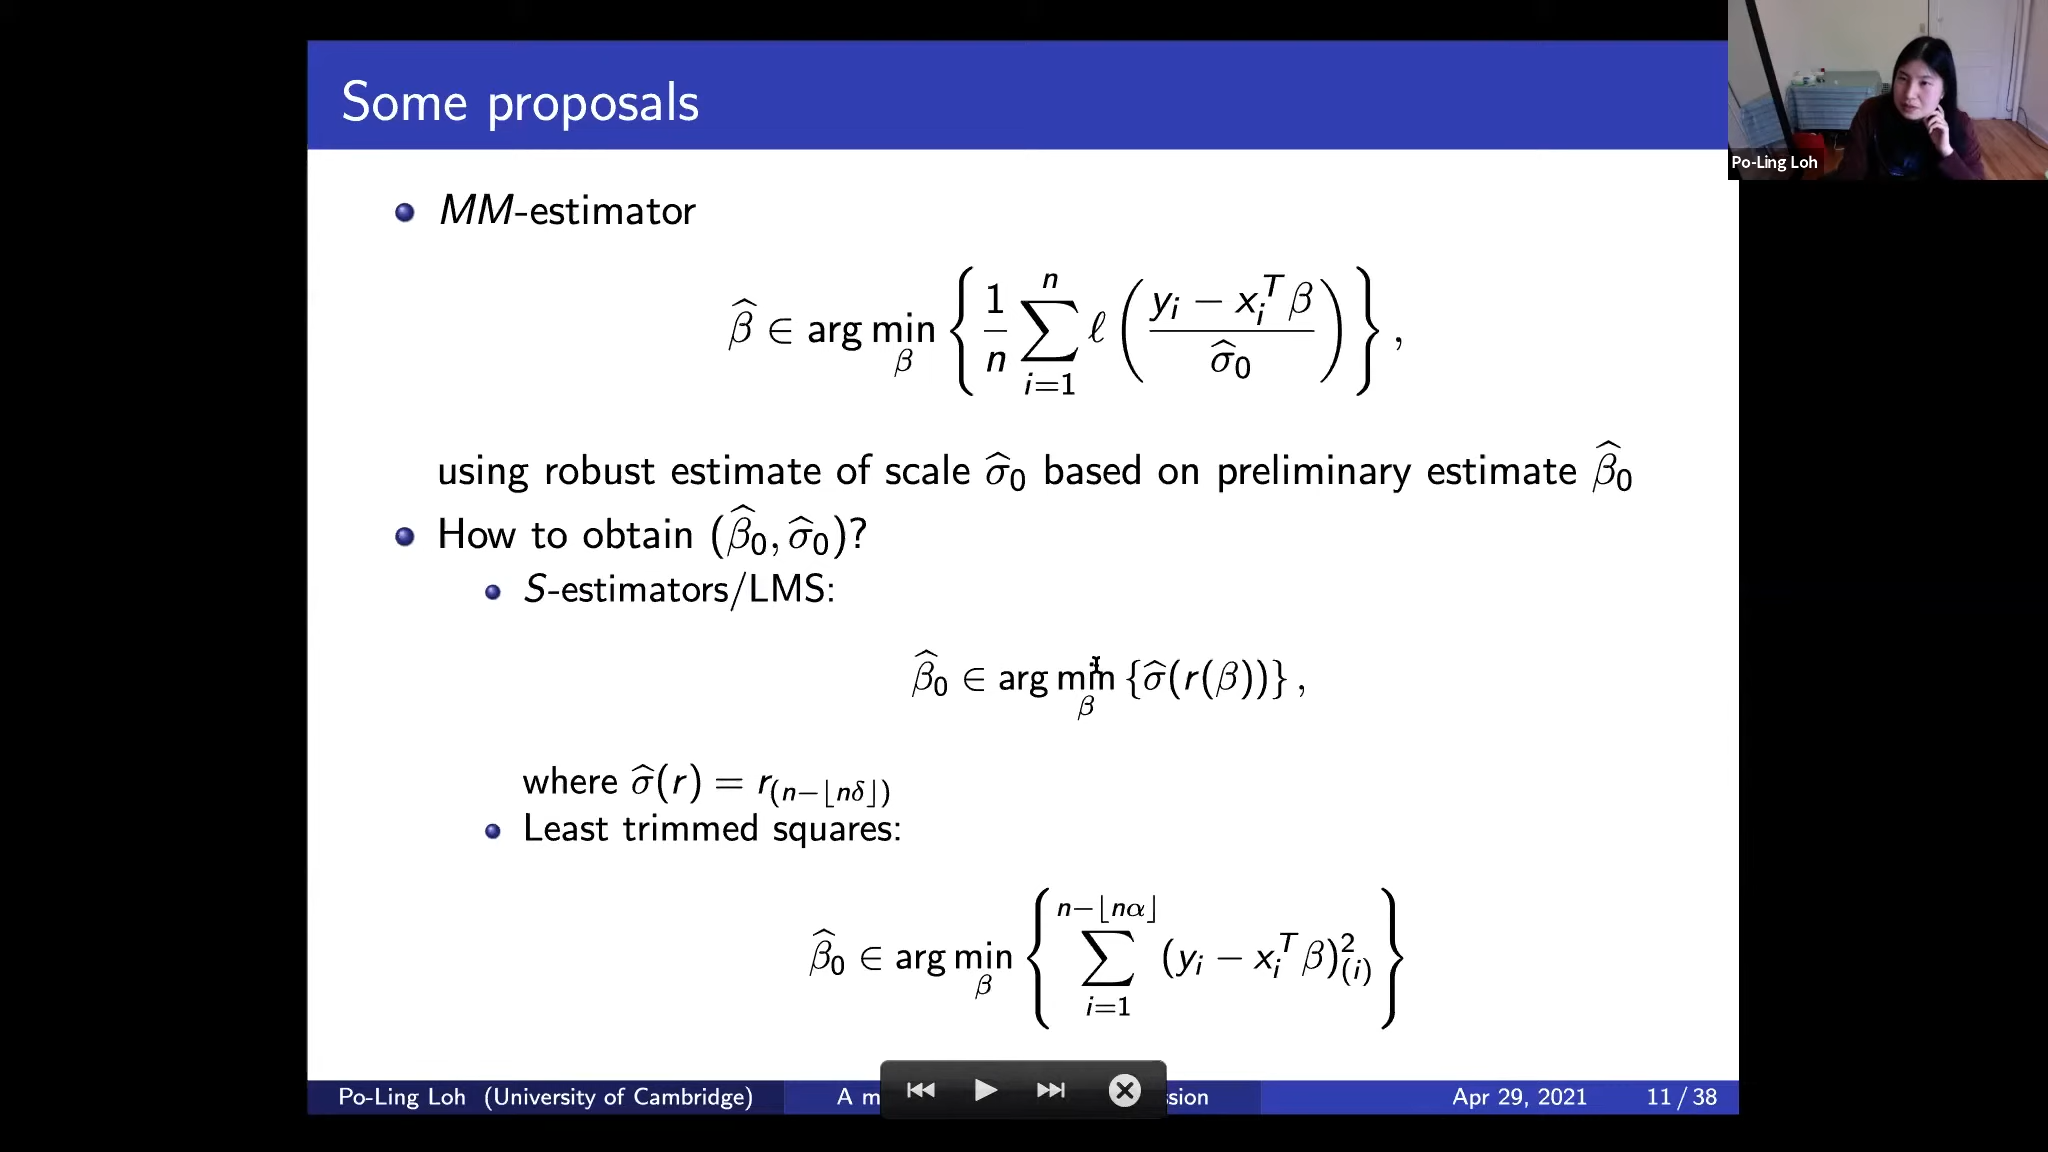 Some proposals
Po-Ling Loh
MM-estimator
β̂ ∈ arg min_β { 1/n ∑_{i=1}^{n} ℓ ( (y_i − x_i^T β) / σ̂_0 ) } ,
using robust estimate of scale σ̂_0 based on preliminary estimate β̂_0
How to obtain (β̂_0, σ̂_0)?
S-estimators/LMS:
β̂_0 ∈ arg min_β {σ̂(r(β))} ,
where σ̂(r) = r_{(n−⌊nδ⌋)}
Least trimmed squares:
β̂_0 ∈ arg min_β { ∑_{i=1}^{n−⌊nα⌋} (y_i − x_i^T β)^2_{(i)} }
Po-Ling Loh (University of Cambridge) A m sion Apr 29, 2021 11 / 38